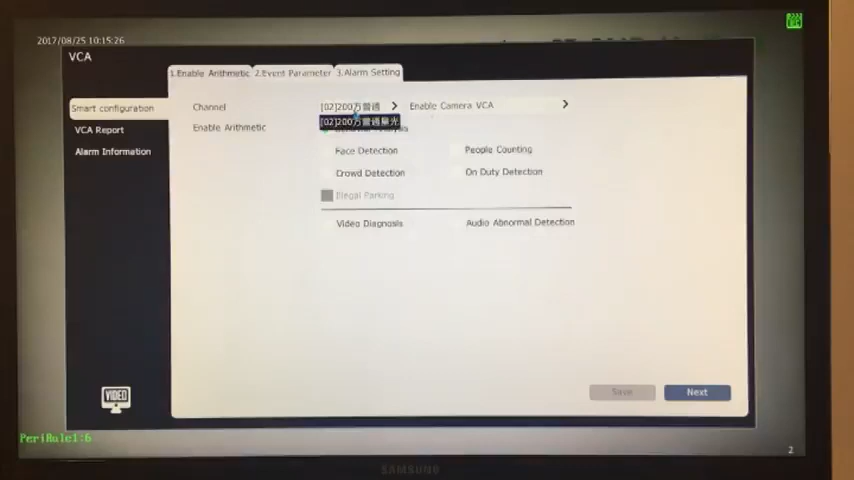 2017/08/25 10:15:26
VCA
1.Enable Arithmetic 2.Event Parameter 3.Alarm Setting
Smart configuration
VCA Report
Alarm Information
Channel
[02]200万普通
Enable Camera VCA
[02]200万普通星光
Enable Arithmetic
Face Detection
People Counting
Crowd Detection
On Duty Detection
Illegal Parking
Video Diagnosis
Audio Abnormal Detection
VIDEO
Save
Next
PeriRule1:6
2
SAMSUNG